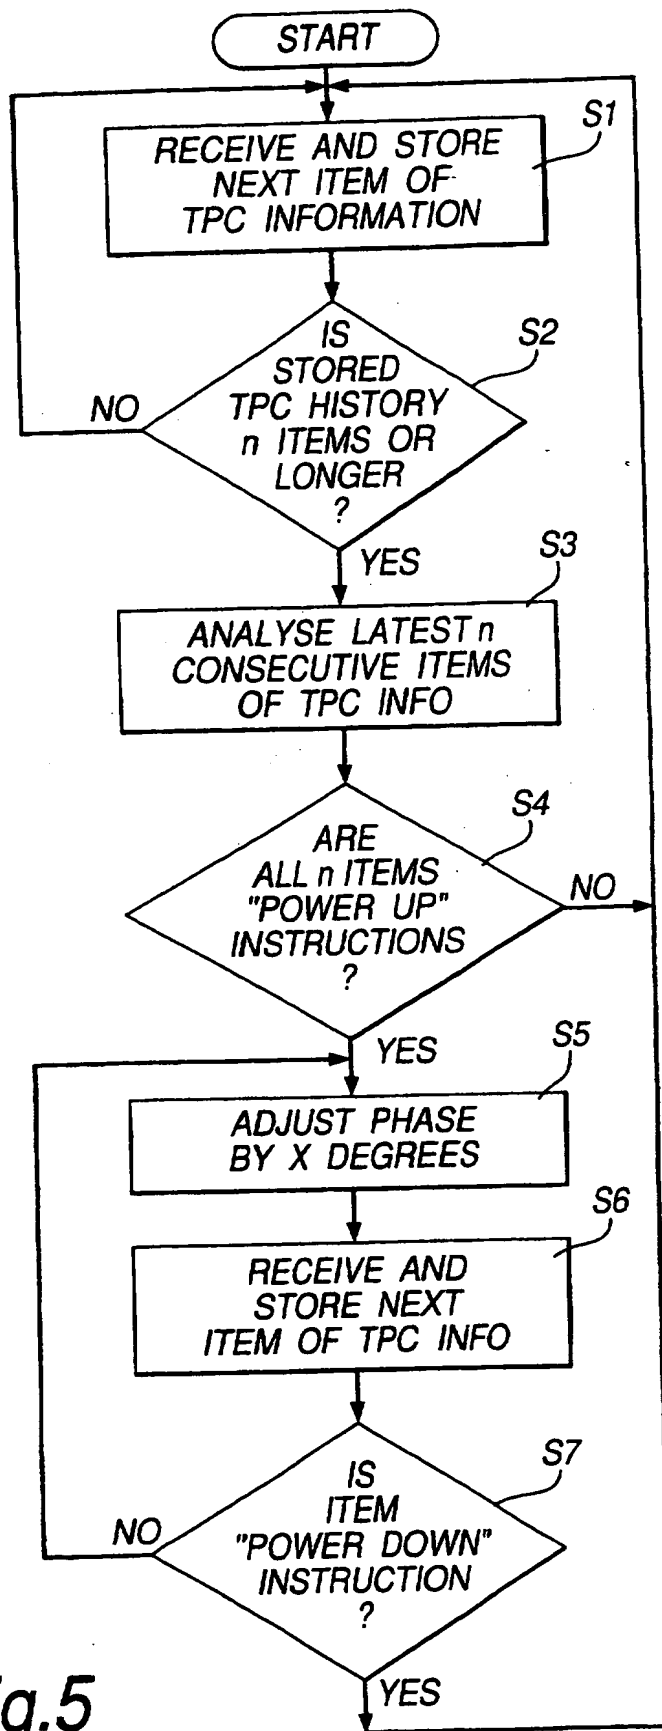 START
S1
RECEIVE AND STORE
NEXT ITEM OF
TPC INFORMATION
S2
IS
STORED
TPC HISTORY
n ITEMS OR
LONGER
?
NO
YES
S3
ANALYSE LATEST n
CONSECUTIVE ITEMS
OF TPC INFO
S4
ARE
ALL n ITEMS
"POWER UP"
INSTRUCTIONS
?
NO
YES
S5
ADJUST PHASE
BY X DEGREES
S6
RECEIVE AND
STORE NEXT
ITEM OF TPC INFO
S7
IS
ITEM
"POWER DOWN"
INSTRUCTION
?
NO
YES
ig.5